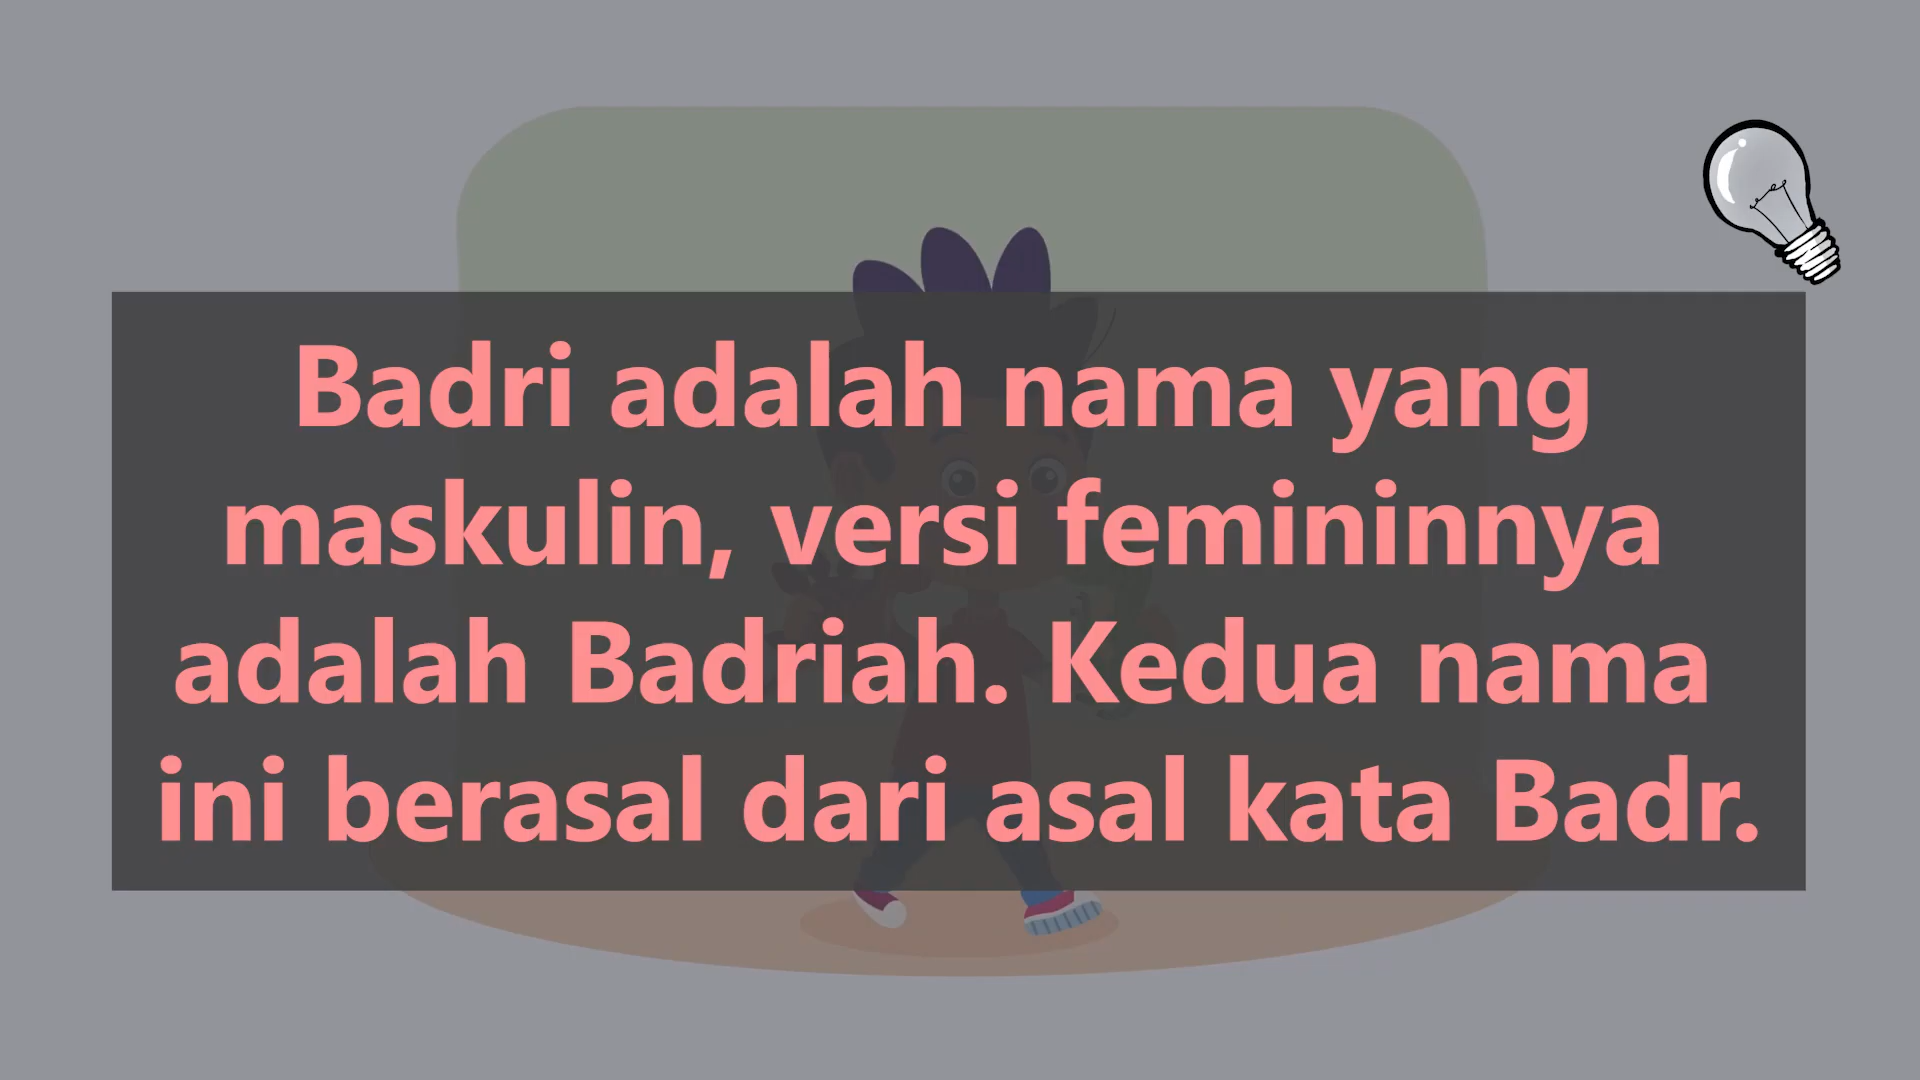 Badri adalah nama yang
maskulin, versi femininnya
adalah Badriah. Kedua nama
ini berasal dari asal kata Badr.